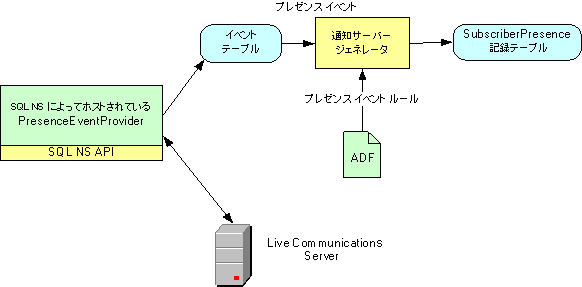 プレゼンス イベント
イベント
テーブル
通知サーバー
ジェネレータ
SubscriberPresence
記録テーブル
プレゼンス イベント ルール
SQL NS によってホストされている
PresenceEventProvider
SQL NS API
ADF
Live Communications
Server